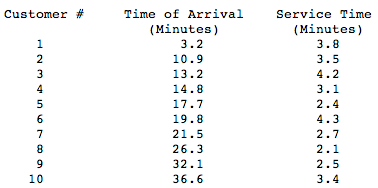 Customer # Time of Arrival Service Time
(Minutes) (Minutes)
1 3.2 3.8
2 10.9 3.5
3 13.2 4.2
4 14.8 3.1
5 17.7 2.4
6 19.8 4.3
7 21.5 2.7
8 26.3 2.1
9 32.1 2.5
10 36.6 3.4